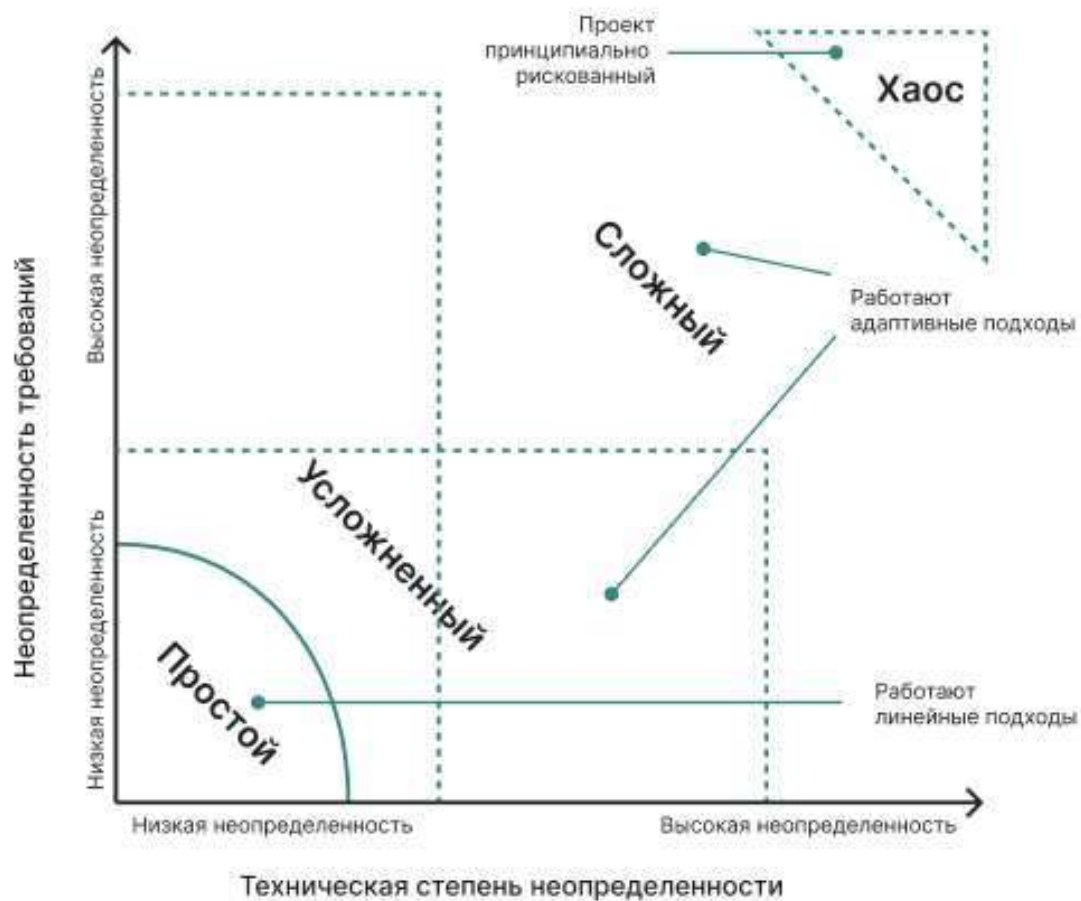 Проект
принципиально
рискованный
Хаос
Сложный
Работают
адаптивные подходы
Усложненный
Простой
Работают
линейные подходы
Неопределенность требований
Высокая неопределенность
Низкая неопределенность
Низкая неопределенность
Высокая неопределенность
Техническая степень неопределенности